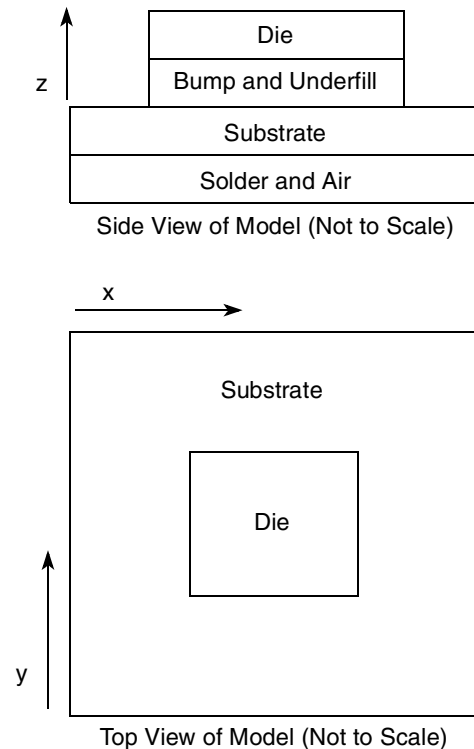 Die
z
Bump and Underfill
Substrate
Solder and Air
Side View of Model (Not to Scale)
x
Substrate
Die
y
Top View of Model (Not to Scale)